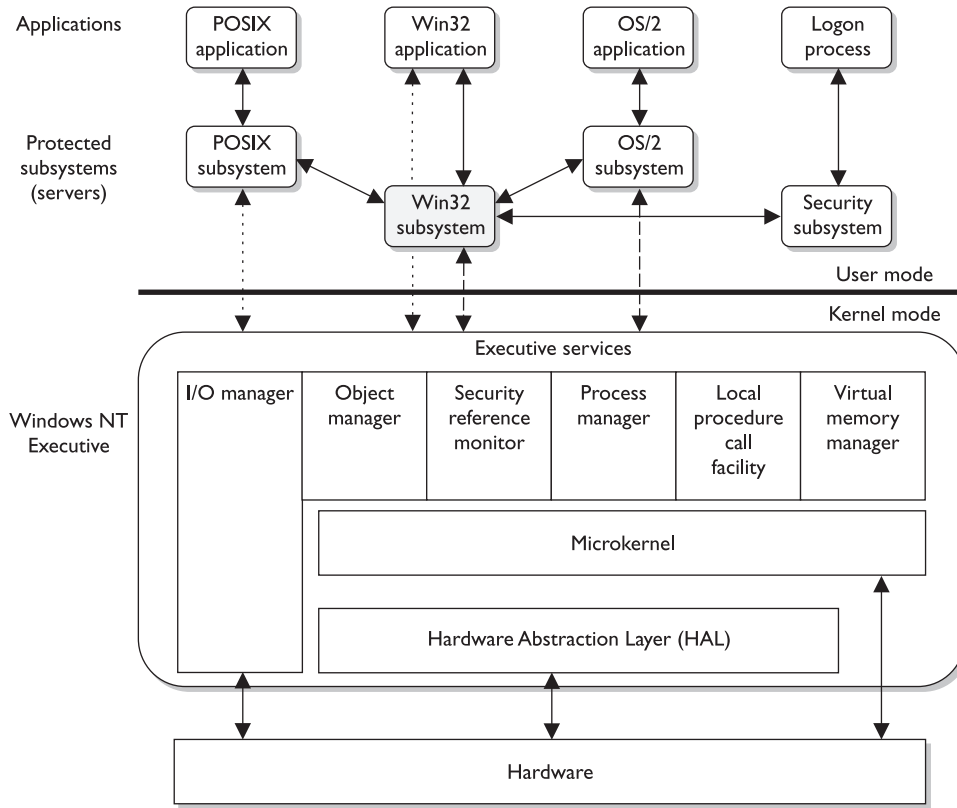 Applications
POSIX
application
Win32
application
OS/2
application
Logon
process
Protected
subsystems
(servers)
POSIX
subsystem
Win32
subsystem
OS/2
subsystem
Security
subsystem
User mode
Kernel mode
Windows NT
Executive
Executive services
I/O manager
Object
manager
Security
reference
monitor
Process
manager
Local
procedure
call
facility
Virtual
memory
manager
Microkernel
Hardware Abstraction Layer (HAL)
Hardware